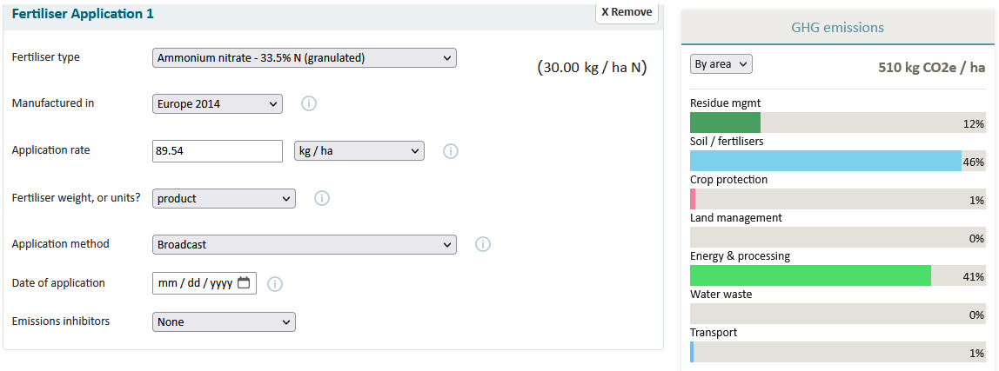 Fertiliser Application 1
X Remove
Fertiliser type
Ammonium nitrate - 33.5% N (granulated)
(30.00 kg / ha N)
Manufactured in
Europe 2014
Application rate
89.54
kg / ha
Fertiliser weight, or units?
product
Application method
Broadcast
Date of application
mm / dd / yyyy
Emissions inhibitors
None
GHG emissions
By area
510 kg CO2e / ha
Residue mgmt
12%
Soil / fertilisers
46%
Crop protection
1%
Land management
0%
Energy & processing
41%
Water waste
0%
Transport
1%